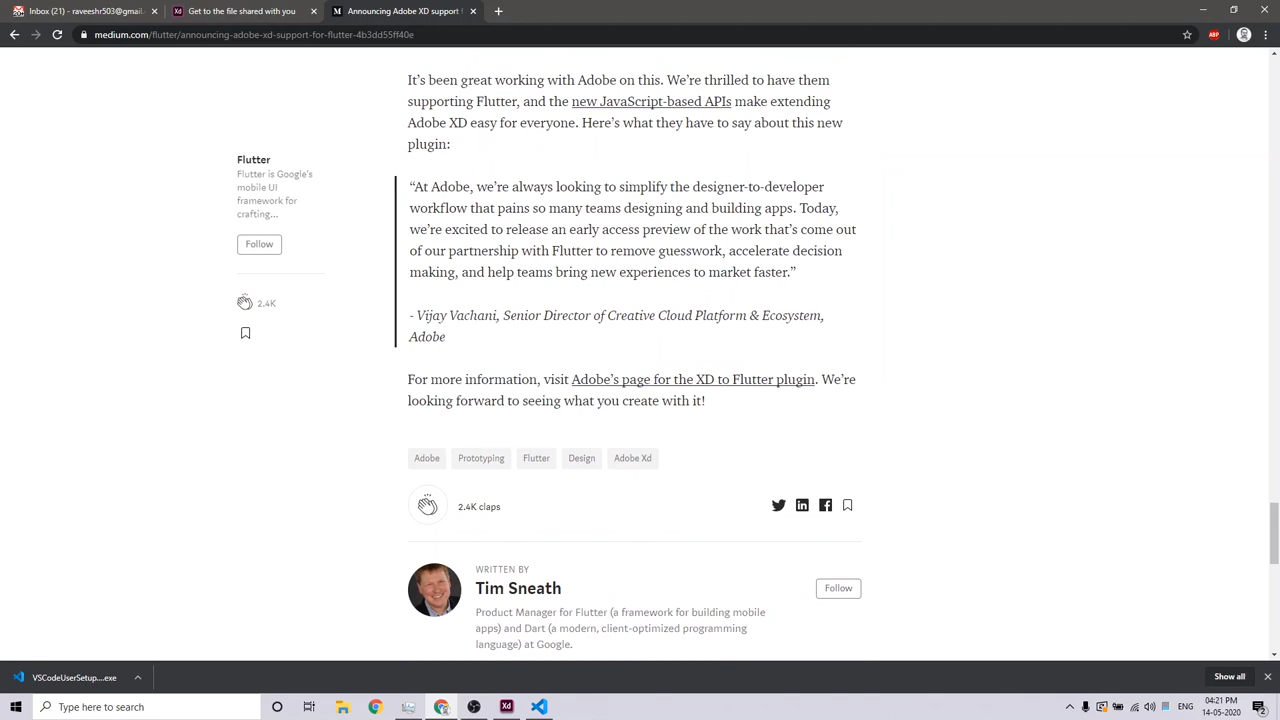 Inbox (21) - raveeshr503@gmail.
Get to the file shared with you
Announcing Adobe XD support f
medium.com/flutter/announcing-adobe-xd-support-for-flutter-4b3dd55ff40e
ABP
It's been great working with Adobe on this. We're thrilled to have them
supporting Flutter, and the new JavaScript-based APIs make extending
Adobe XD easy for everyone. Here's what they have to say about this new
plugin:
Flutter
Flutter is Google's
mobile UI
framework for
crafting...
Follow
2.4K
“At Adobe, we're always looking to simplify the designer-to-developer
workflow that pains so many teams designing and building apps. Today,
we're excited to release an early access preview of the work that's come out
of our partnership with Flutter to remove guesswork, accelerate decision
making, and help teams bring new experiences to market faster.”
- Vijay Vachani, Senior Director of Creative Cloud Platform & Ecosystem,
Adobe
For more information, visit Adobe's page for the XD to Flutter plugin. We're
looking forward to seeing what you create with it!
Adobe Prototyping Flutter Design Adobe Xd
2.4K claps
WRITTEN BY
Tim Sneath
Follow
Product Manager for Flutter (a framework for building mobile
apps) and Dart (a modern, client-optimized programming
language) at Google.
VSCodeUserSetup....exe
Show all
Type here to search
Xd
ENG
04:21 PM
14-05-2020
2